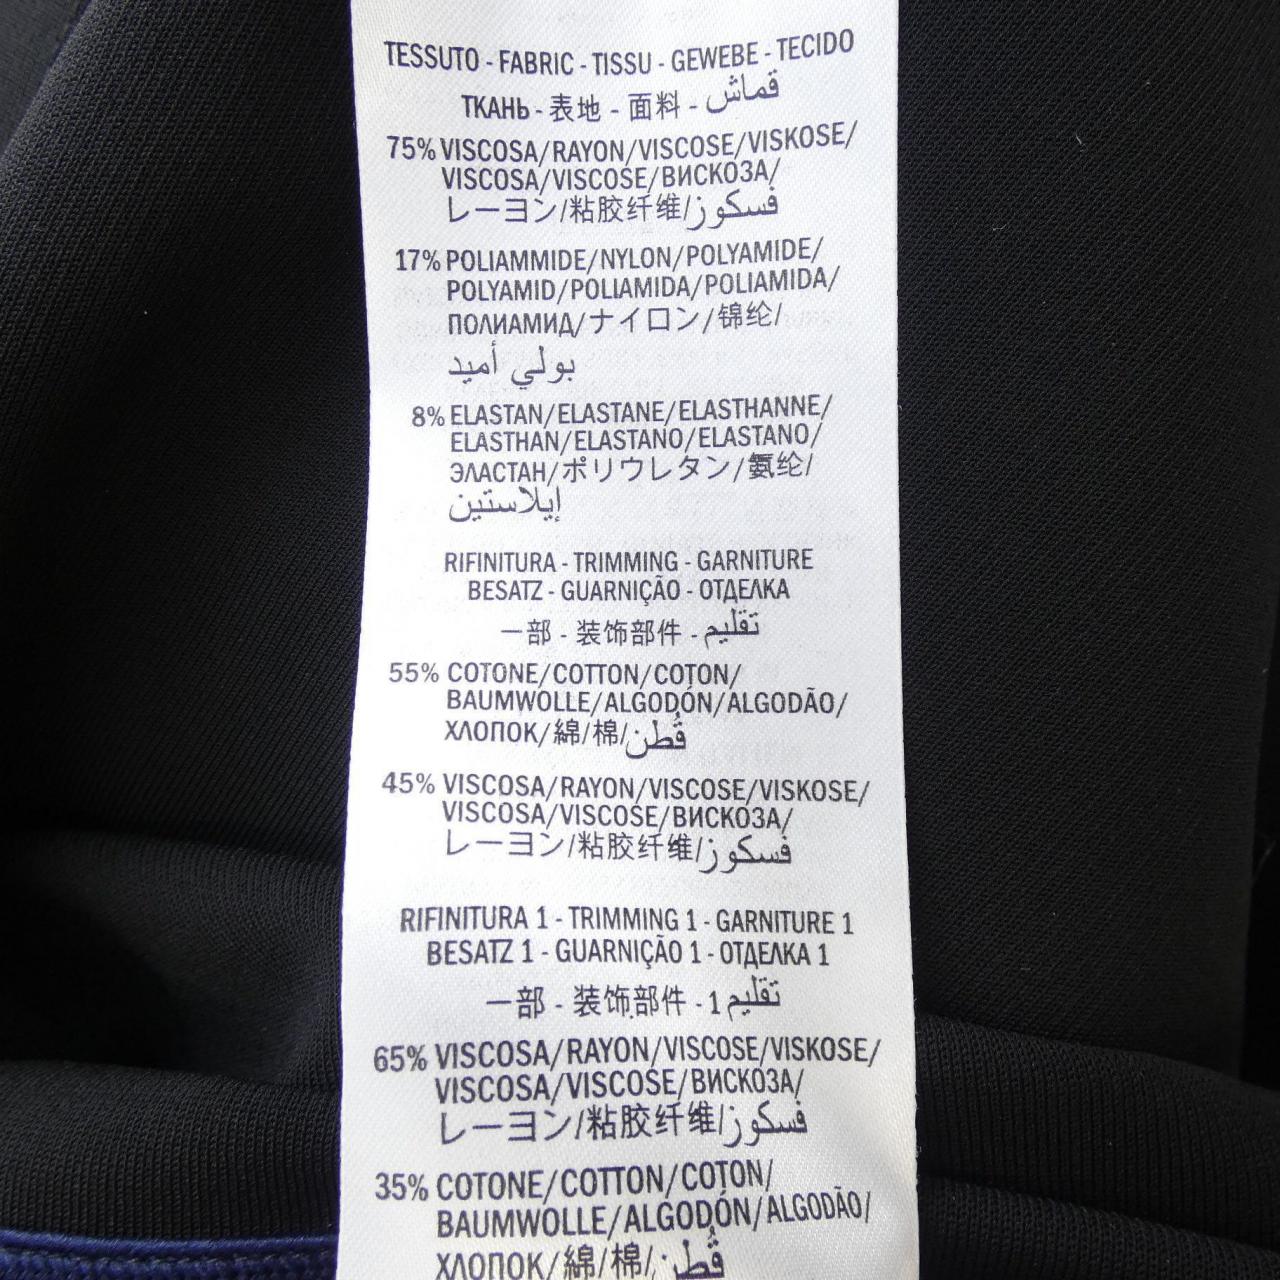 TESSUTO - FABRIC - TISSU - GEWEBE - TECIDO
ТКАНЬ - 表地 - 面料 - قماش
75% VISCOSA/RAYON/VISCOSE/VISKOSE/
VISCOSA/VISCOSE/ВИСКОЗА/
レーヨン/粘胶纤维/فسكوز
17% POLIAMMIDE/NYLON/POLYAMIDE/
POLYAMID/POLIAMIDA/POLIAMIDA/
ПОЛИАМИД/ナイロン/锦纶/
بولي أميد
8% ELASTAN/ELASTANE/ELASTHANNE/
ELASTHAN/ELASTANO/ELASTANO/
ЭЛАСТАН/ポリウレタン/氨纶/
إيلاستين
RIFINITURA - TRIMMING - GARNITURE
BESATZ - GUARNIÇÃO - ОТДЕЛКА
一部 - 装饰部件 - تقليم
55% COTONE/COTTON/COTON/
BAUMWOLLE/ALGODÓN/ALGODÃO/
ХЛОПОК/綿/棉/قُطن
45% VISCOSA/RAYON/VISCOSE/VISKOSE/
VISCOSA/VISCOSE/ВИСКОЗА/
レーヨン/粘胶纤维/فسكوز
RIFINITURA 1 - TRIMMING 1 - GARNITURE 1
BESATZ 1 - GUARNIÇÃO 1 - ОТДЕЛКА 1
一部 - 装饰部件 - 1 تقليم
65% VISCOSA/RAYON/VISCOSE/VISKOSE/
VISCOSA/VISCOSE/ВИСКОЗА/
レーヨン/粘胶纤维/فسكوز
35% COTONE/COTTON/COTON/
BAUMWOLLE/ALGODÓN/ALGODÃO/
ХЛОПОК/綿/棉/قُطن